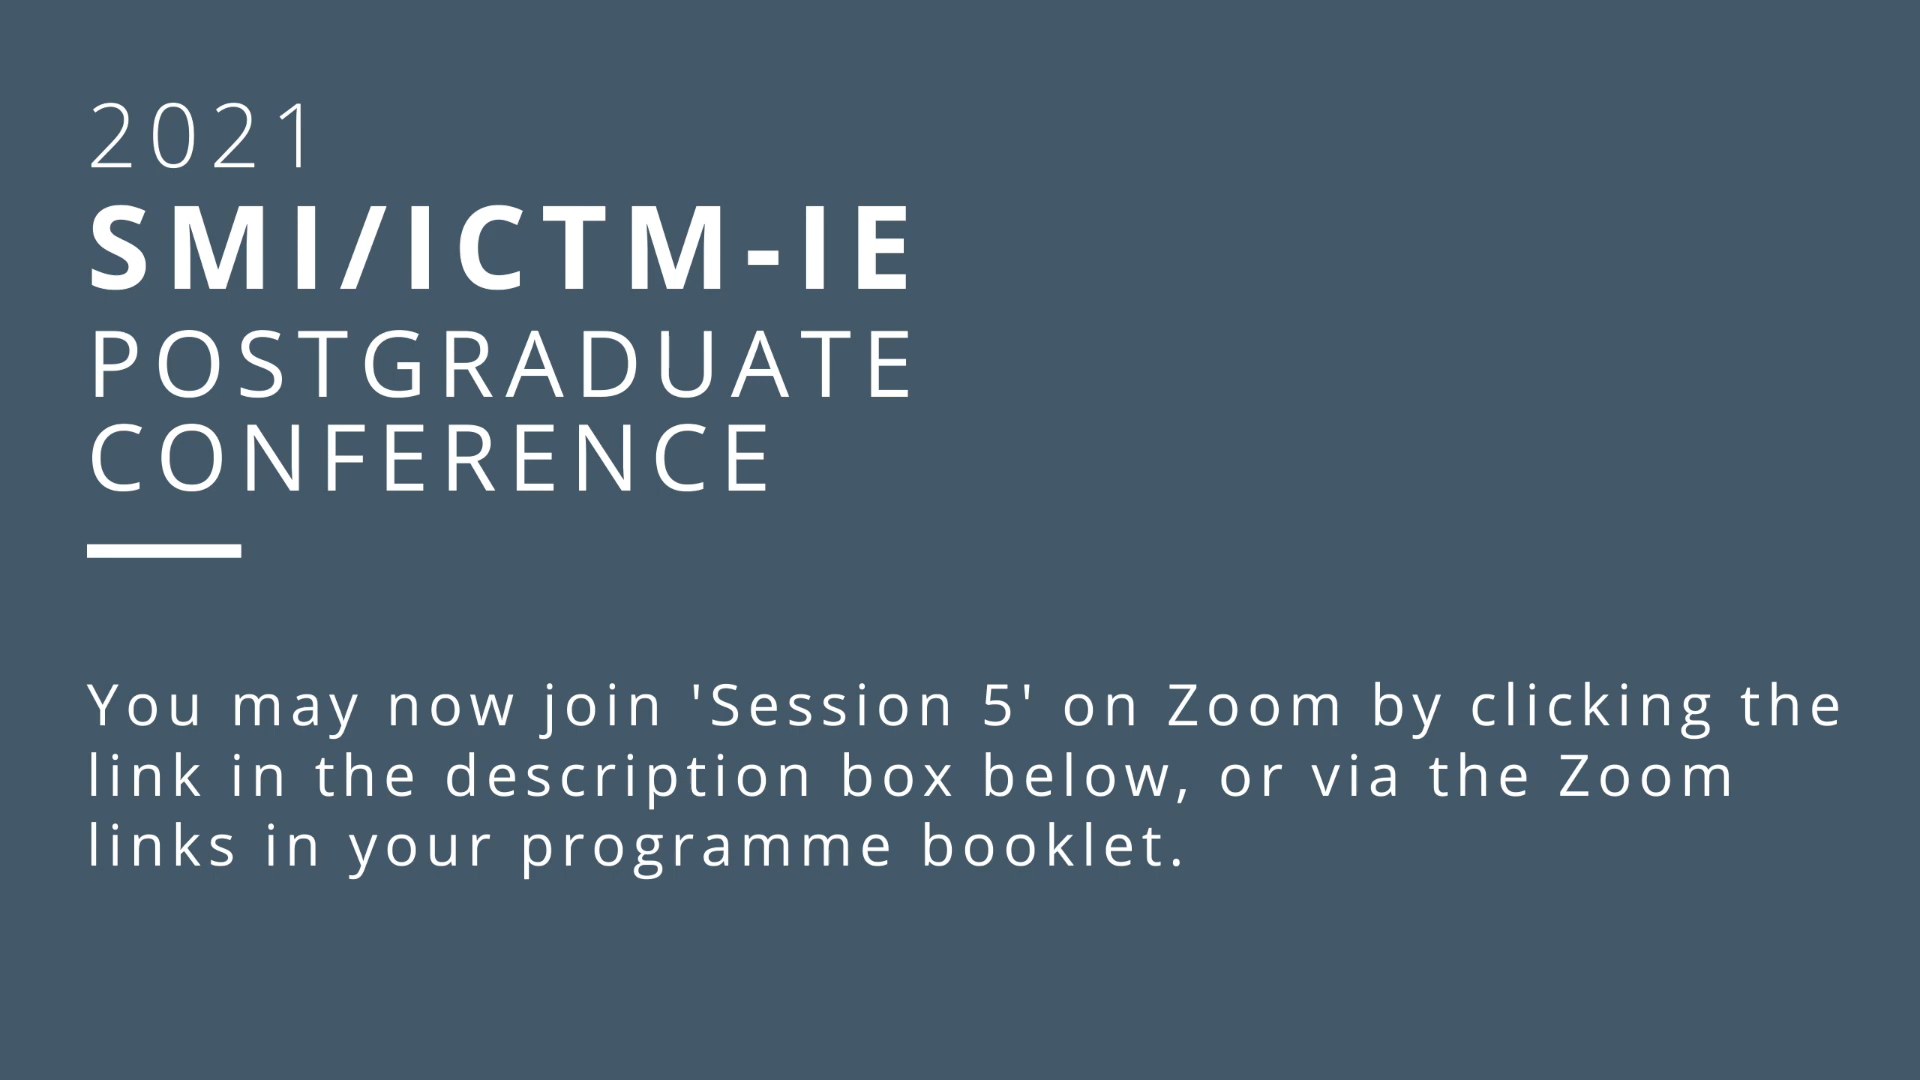 2021
SMI/ICTM-IE
POSTGRADUATE
CONFERENCE
You may now join 'Session 5' on Zoom by clicking the
link in the description box below, or via the Zoom
links in your programme booklet.